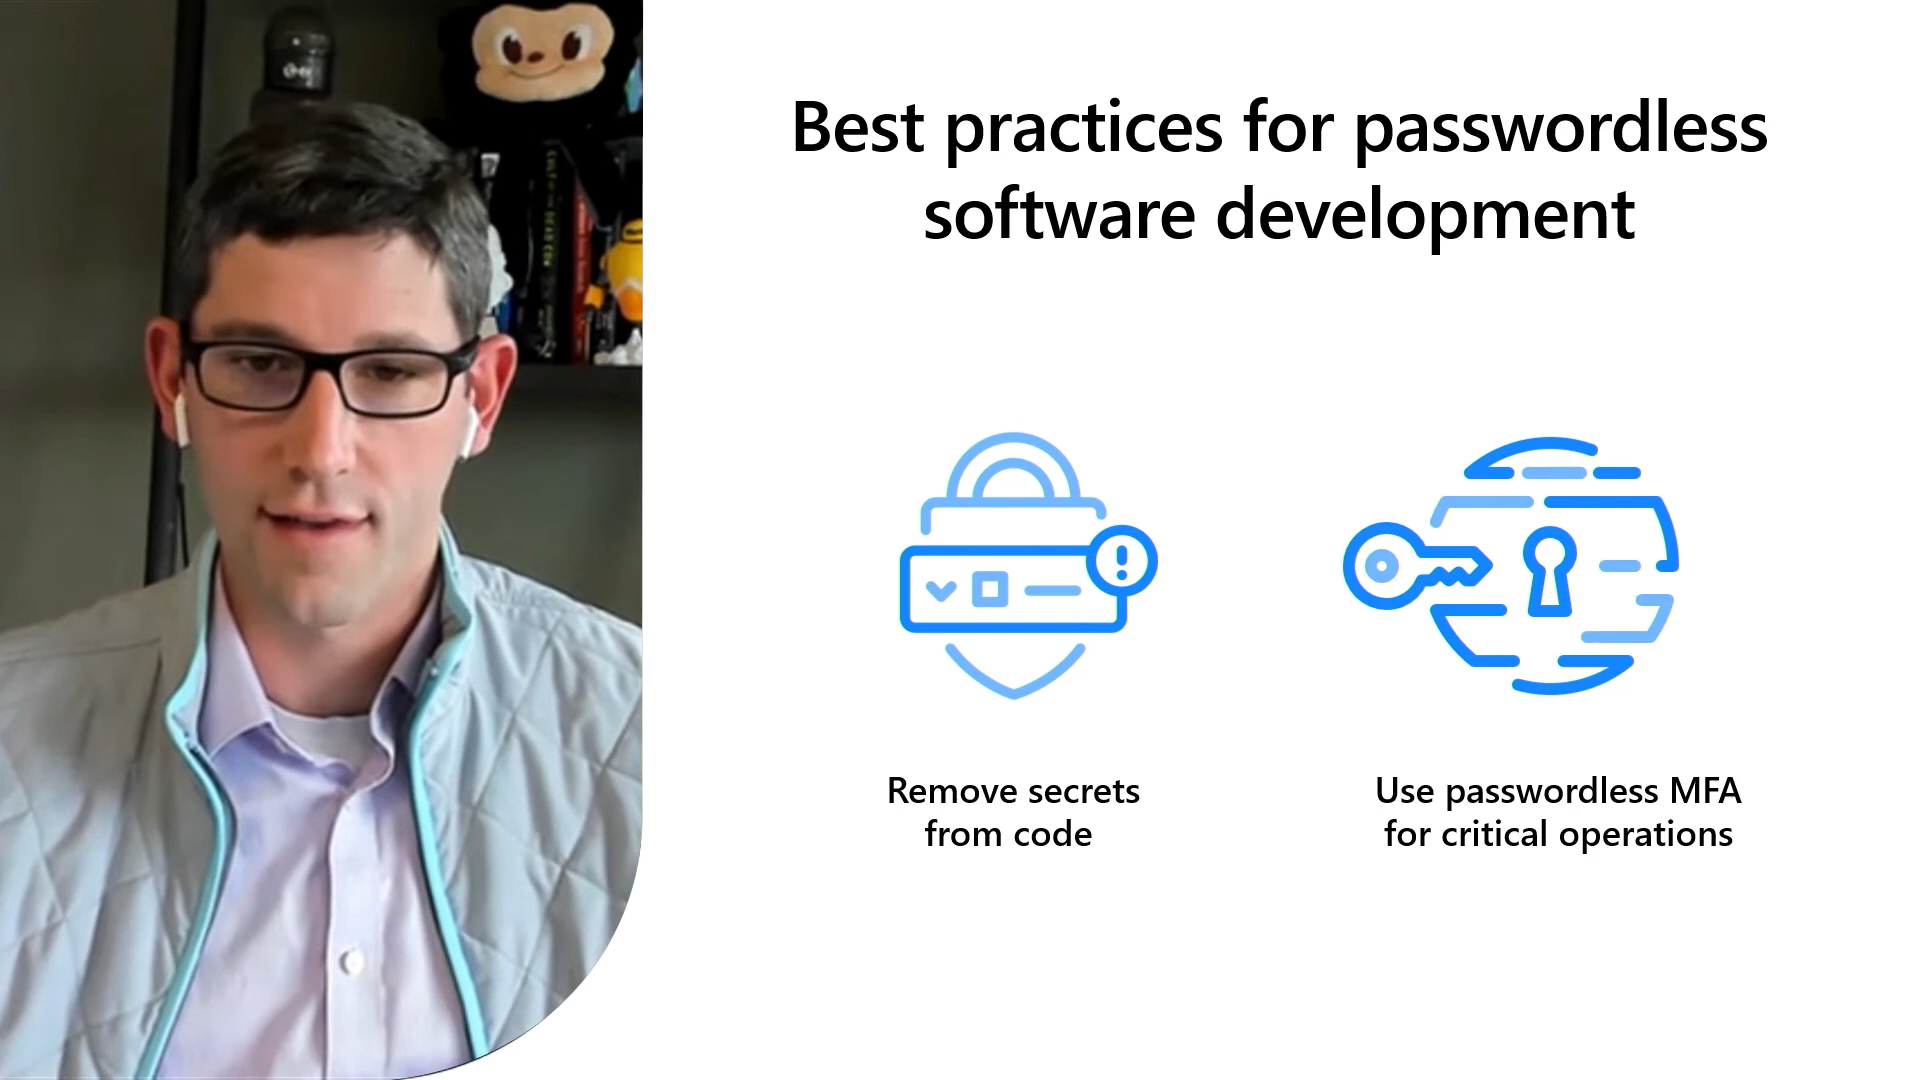 Best practices for passwordless
software development
Remove secrets
from code
Use passwordless MFA
for critical operations